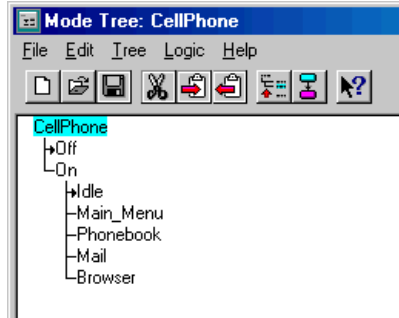 Mode Tree: CellPhone
File Edit Tree Logic Help
CellPhone
Off
On
Idle
Main_Menu
Phonebook
Mail
Browser